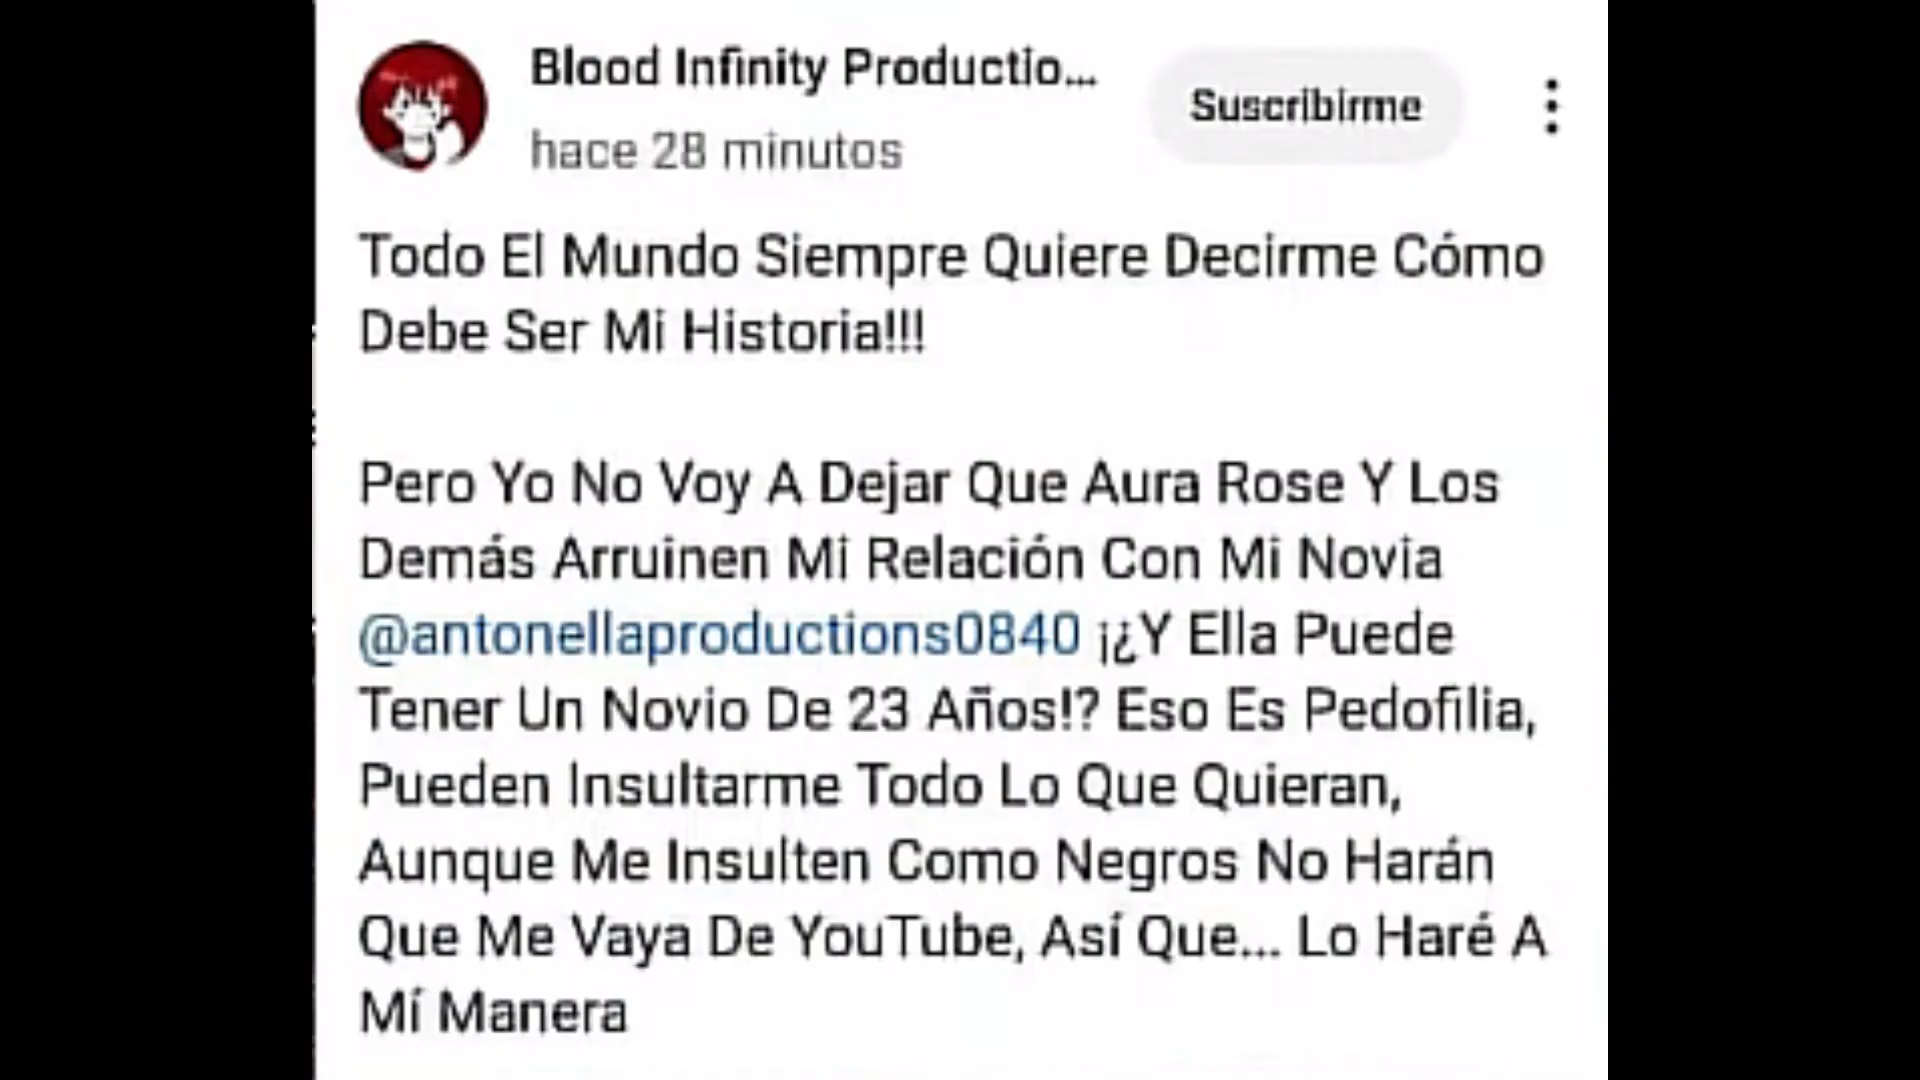 Blood Infinity Productio...
Suscribirme
hace 28 minutos
Todo El Mundo Siempre Quiere Decirme Cómo
Debe Ser Mi Historia!!!
Pero Yo No Voy A Dejar Que Aura Rose Y Los
Demás Arruinen Mi Relación Con Mi Novia
@antonellaproductions0840 ¡¿Y Ella Puede
Tener Un Novio De 23 Años!? Eso Es Pedofilia,
Pueden Insultarme Todo Lo Que Quieran,
Aunque Me Insulten Como Negros No Harán
Que Me Vaya De YouTube, Así Que... Lo Haré A
Mí Manera